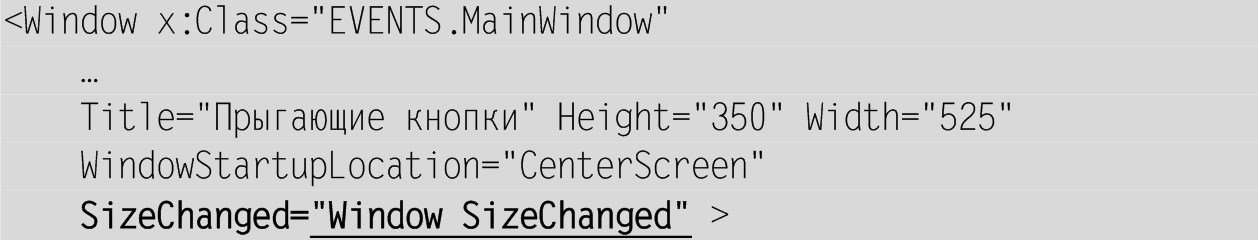 <Window x:Class="EVENTS.MainWindow"
…
Title="Прыгающие кнопки" Height="350" Width="525"
WindowStartupLocation="CenterScreen"
SizeChanged="Window_SizeChanged" >